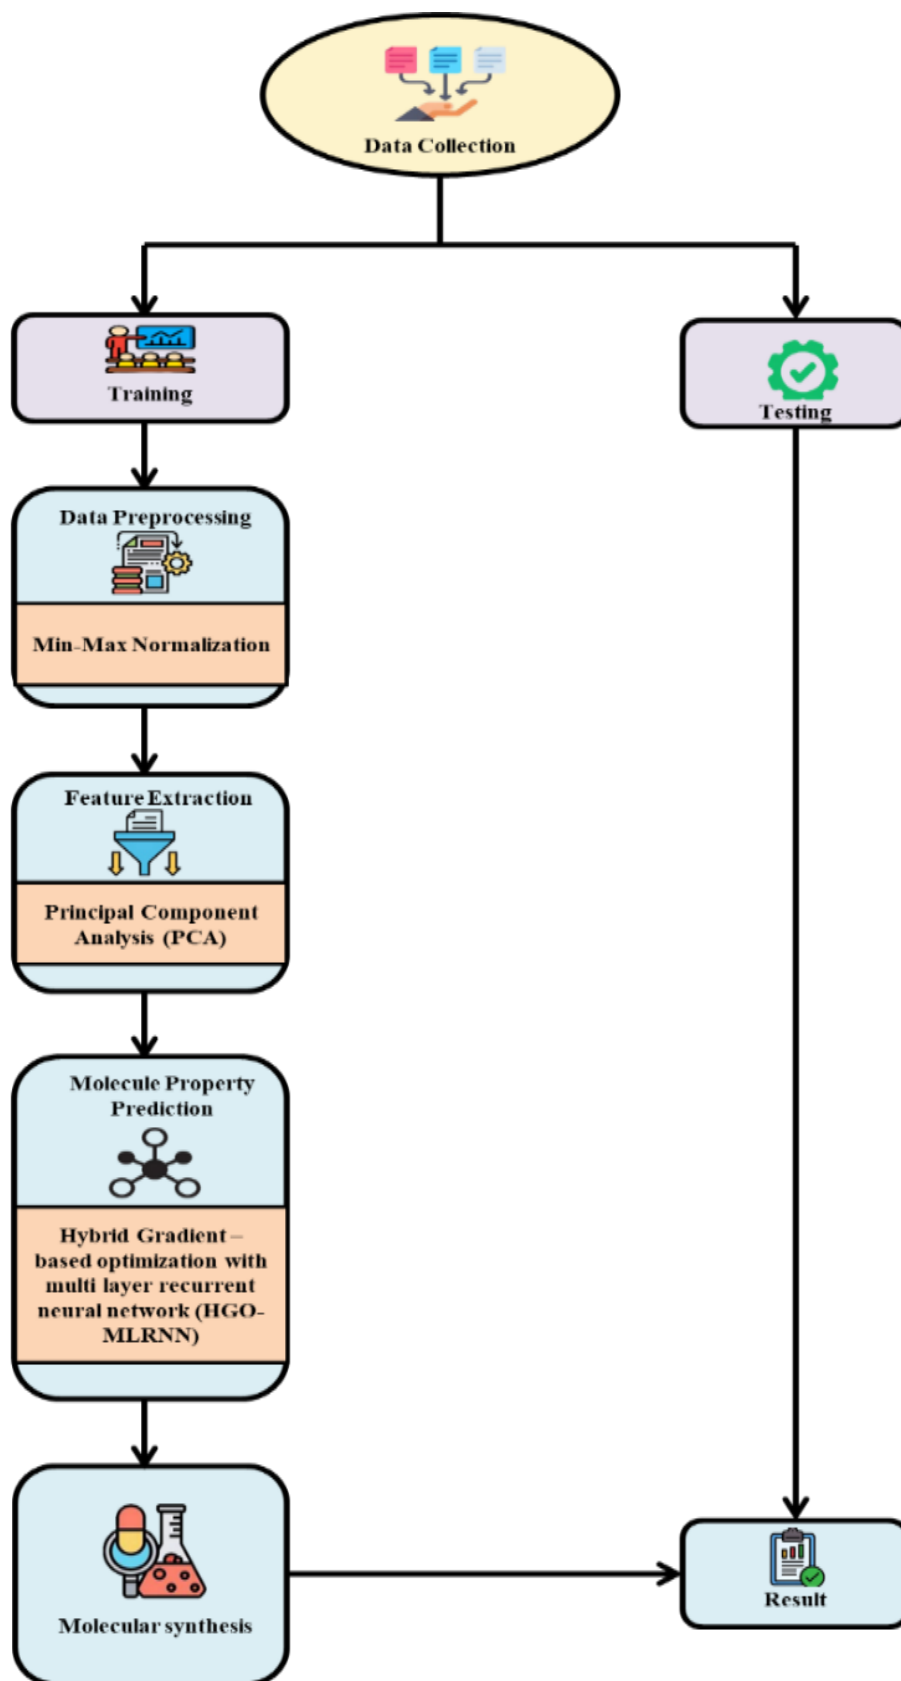 Data Collection
Training
Testing
Data Preprocessing
Min-Max Normalization
Feature Extraction
Principal Component
Analysis (PCA)
Molecule Property
Prediction
Hybrid Gradient –
based optimization with
multi layer recurrent
neural network (HGO-
MLRNN)
Molecular synthesis
Result